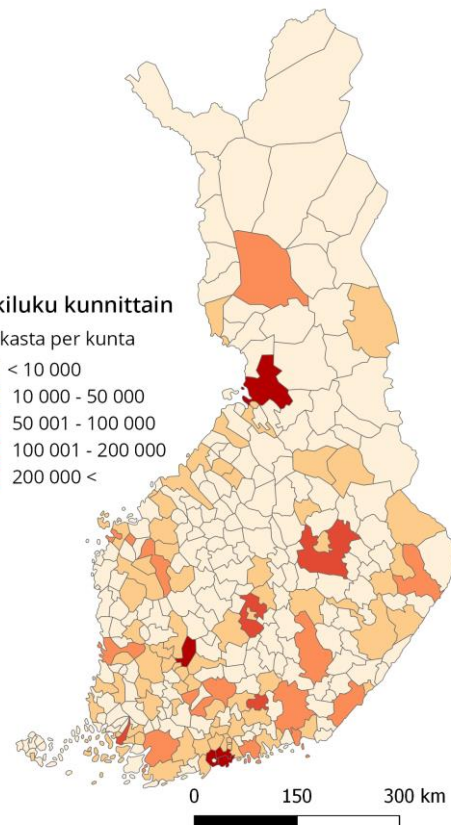 kiluku kunnittain
kasta per kunta
< 10 000
10 000 - 50 000
50 001 - 100 000
100 001 - 200 000
200 000 <
0 150 300 km